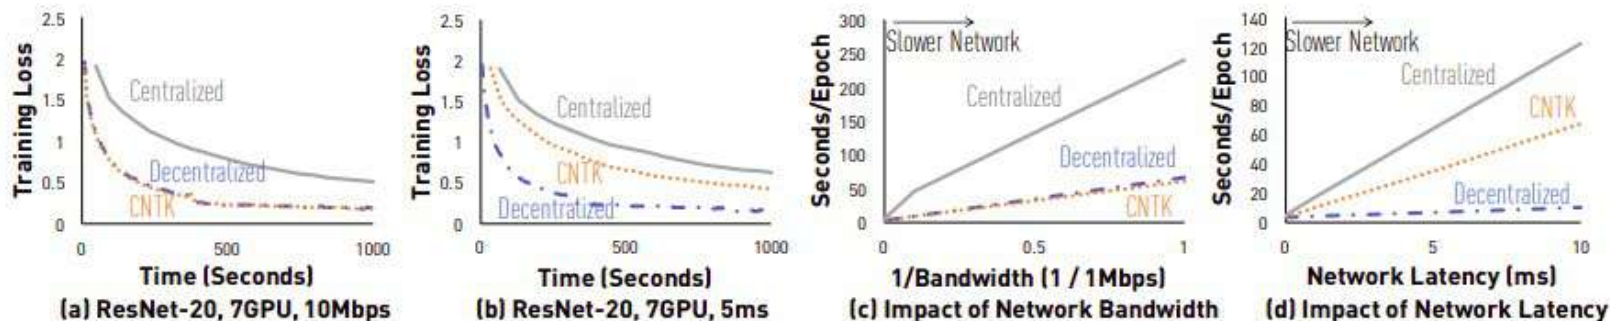 2.5
2
1.5
1
0.5
0
Training Loss
Centralized
Decentralized
CNTK
0 500 1000
Time (Seconds)
(a) ResNet-20, 7GPU, 10Mbps
2.5
2
1.5
1
0.5
0
Training Loss
Centralized
CNTK
Decentralized
0 500 1000
Time (Seconds)
(b) ResNet-20, 7GPU, 5ms
300
250
200
150
100
50
0
Seconds/Epoch
Slower Network
Centralized
Decentralized
CNTK
0 0.5 1
1/Bandwidth (1 / 1Mbps)
(c) Impact of Network Bandwidth
140
120
100
80
60
40
20
0
Seconds/Epoch
Slower Network
Centralized
CNTK
Decentralized
0 5 10
Network Latency (ms)
(d) Impact of Network Latency